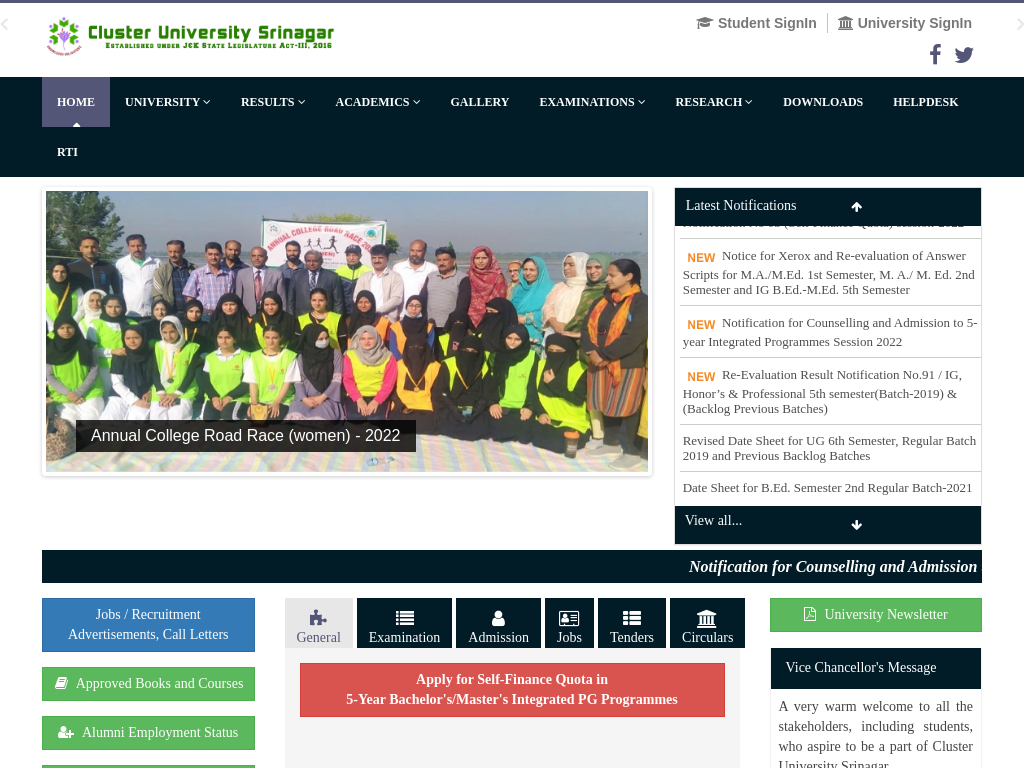 Cluster University Srinagar
Established under J&K State Legislature Act-III, 2016
Student SignIn
University SignIn
HOME
UNIVERSITY
RESULTS
ACADEMICS
GALLERY
EXAMINATIONS
RESEARCH
DOWNLOADS
HELPDESK
RTI
ANNUAL COLLEGE ROAD RACE
Annual College Road Race (women) - 2022
Latest Notifications
NEW Notice for Xerox and Re-evaluation of Answer
Scripts for M.A./M.Ed. 1st Semester, M. A./ M. Ed. 2nd
Semester and IG B.Ed.-M.Ed. 5th Semester
NEW Notification for Counselling and Admission to 5-
year Integrated Programmes Session 2022
NEW Re-Evaluation Result Notification No.91 / IG,
Honor’s & Professional 5th semester(Batch-2019) &
(Backlog Previous Batches)
Revised Date Sheet for UG 6th Semester, Regular Batch
2019 and Previous Backlog Batches
Date Sheet for B.Ed. Semester 2nd Regular Batch-2021
View all...
Notification for Counselling and Admission
Jobs / Recruitment
Advertisements, Call Letters
Approved Books and Courses
Alumni Employment Status
General
Examination
Admission
Jobs
Tenders
Circulars
Apply for Self-Finance Quota in
5-Year Bachelor's/Master's Integrated PG Programmes
University Newsletter
Vice Chancellor's Message
A very warm welcome to all the
stakeholders, including students,
who aspire to be a part of Cluster
University Srinagar